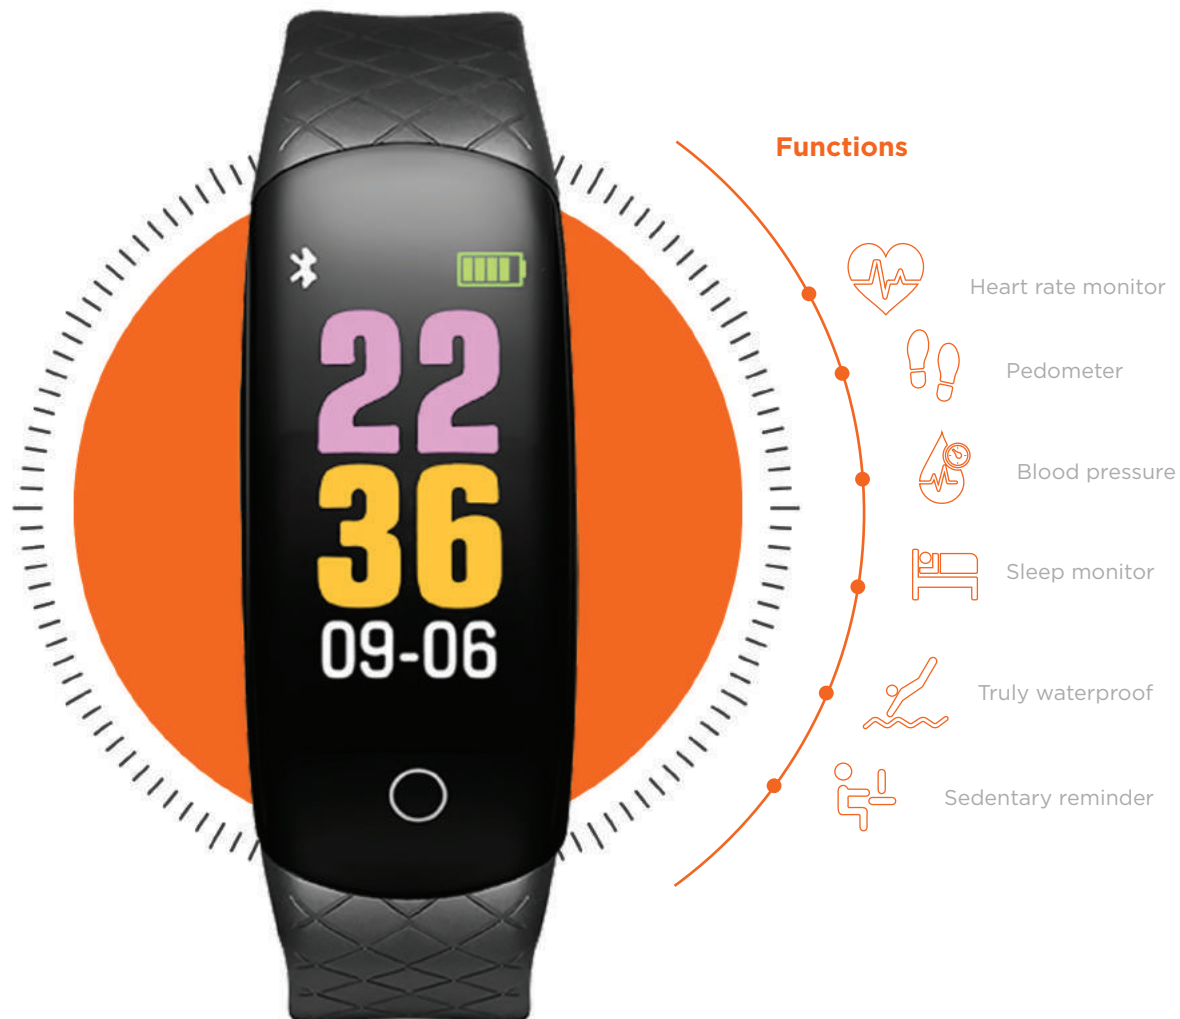 22
36
09-06
Functions
Heart rate monitor
Pedometer
Blood pressure
Sleep monitor
Truly waterproof
Sedentary reminder